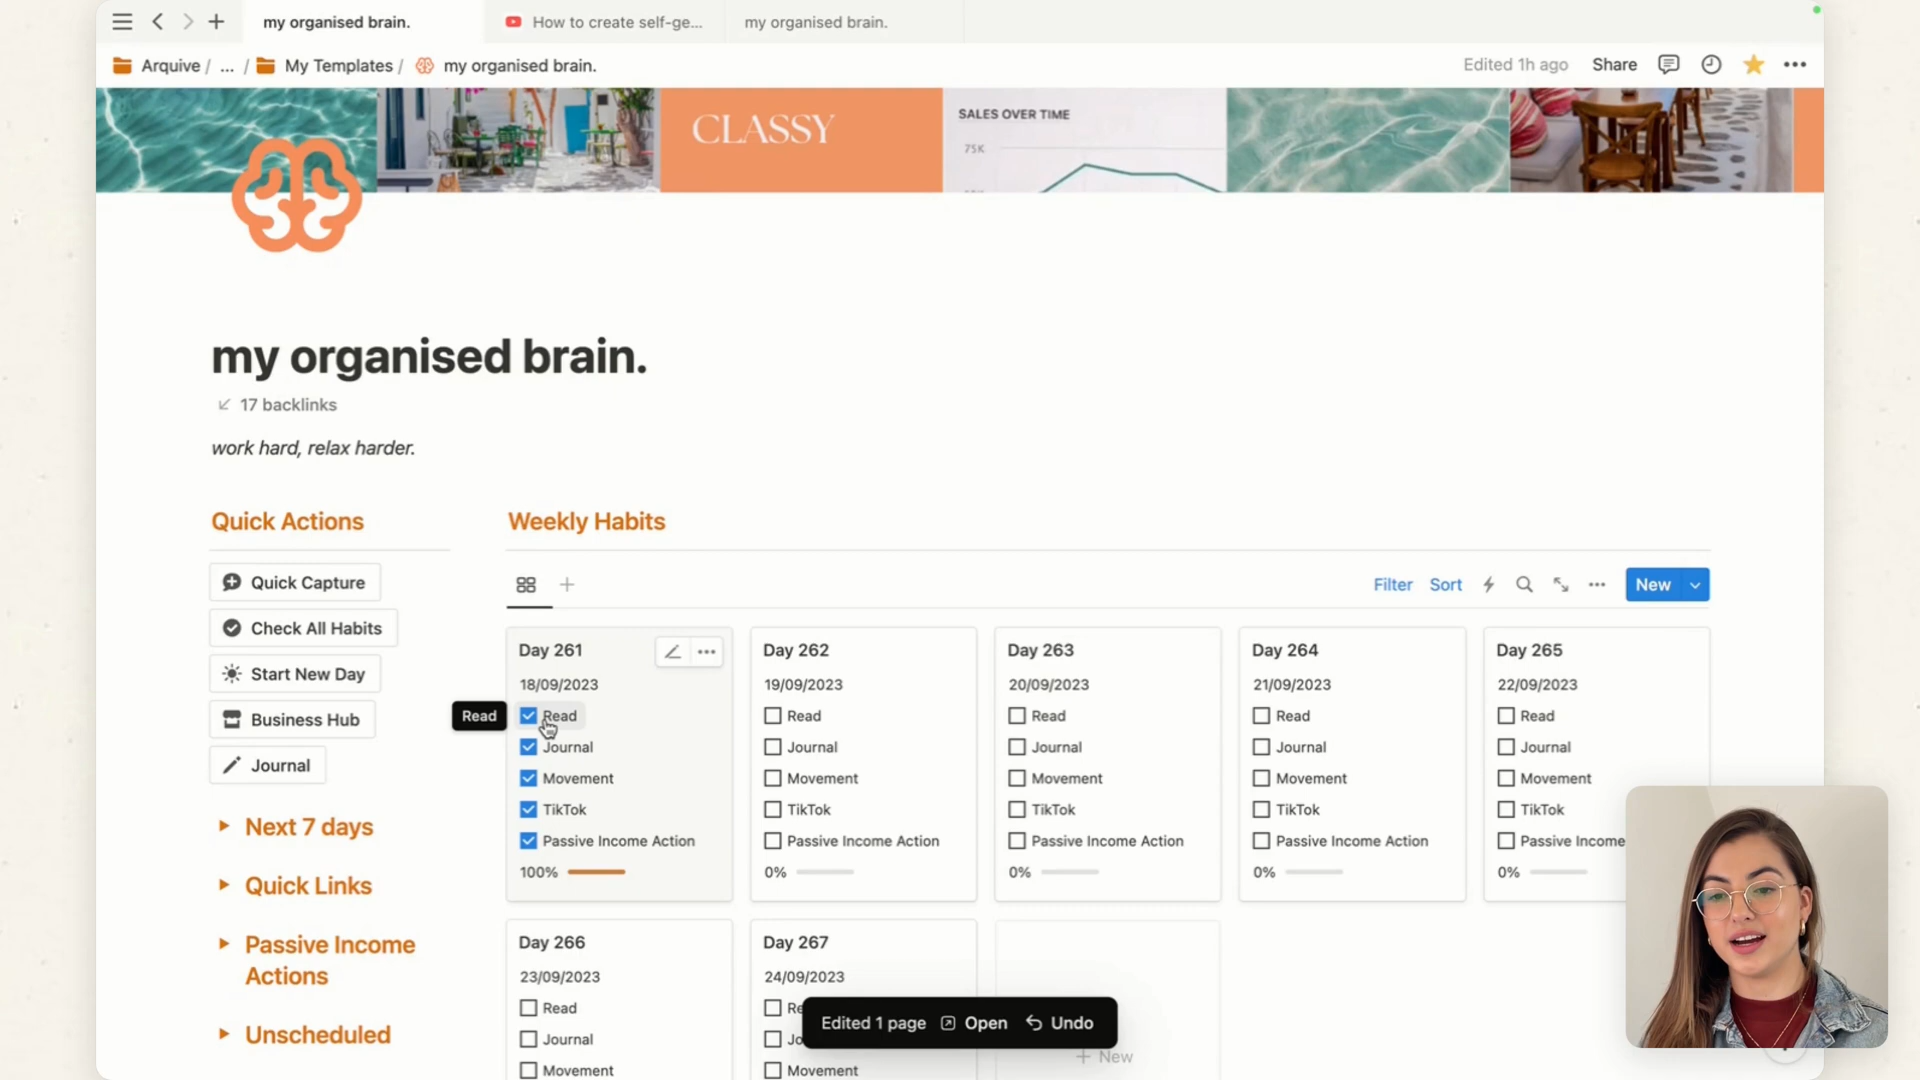 my organised brain.
How to create self-ge...
my organised brain.
Arquive / ... / My Templates / my organised brain.
Edited 1h ago
Share
CLASSY
SALES OVER TIME
75K
my organised brain.
17 backlinks
work hard, relax harder.
Quick Actions
Quick Capture
Check All Habits
Start New Day
Business Hub
Journal
Next 7 days
Quick Links
Passive Income
Actions
Unscheduled
Weekly Habits
Filter
Sort
New
Read
Day 261
18/09/2023
Read
Journal
Movement
TikTok
Passive Income Action
100%
Day 262
19/09/2023
Read
Journal
Movement
TikTok
Passive Income Action
0%
Day 263
20/09/2023
Read
Journal
Movement
TikTok
Passive Income Action
0%
Day 264
21/09/2023
Read
Journal
Movement
TikTok
Passive Income Action
0%
Day 265
22/09/2023
Read
Journal
Movement
TikTok
Passive Income
0%
Day 266
23/09/2023
Read
Journal
Movement
Day 267
24/09/2023
Re
Jo
Movement
+ New
Edited 1 page Open Undo